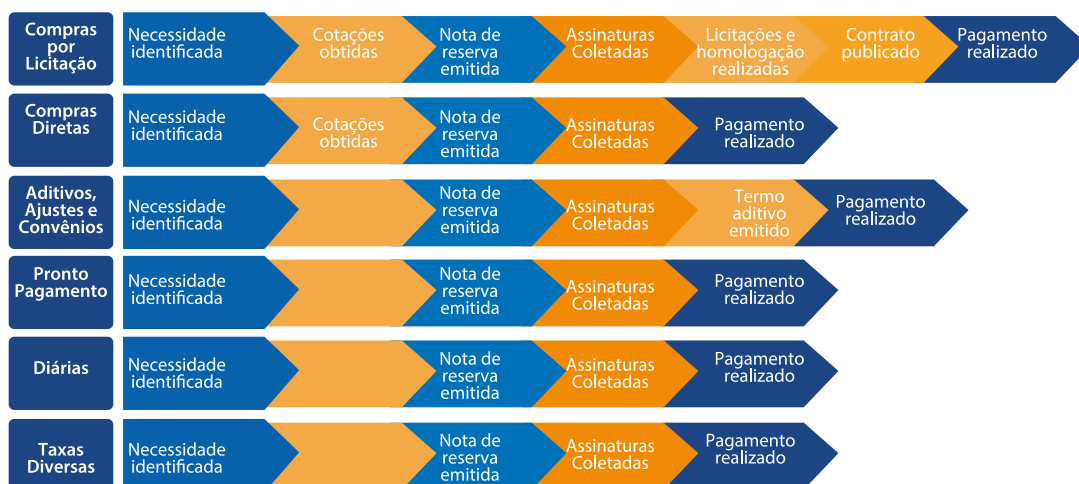 Compras
por
Licitação
Necessidade
identificada
Cotações
obtidas
Nota de
reserva
emitida
Assinaturas
Coletadas
Licitações e
homologação
realizadas
Contrato
publicado
Pagamento
realizado
Compras
Diretas
Necessidade
identificada
Cotações
obtidas
Nota de
reserva
emitida
Assinaturas
Coletadas
Pagamento
realizado
Aditivos,
Ajustes e
Convênios
Necessidade
identificada
Nota de
reserva
emitida
Assinaturas
Coletadas
Termo
aditivo
emitido
Pagamento
realizado
Pronto
Pagamento
Necessidade
identificada
Nota de
reserva
emitida
Assinaturas
Coletadas
Pagamento
realizado
Diárias
Necessidade
identificada
Nota de
reserva
emitida
Assinaturas
Coletadas
Pagamento
realizado
Taxas
Diversas
Necessidade
identificada
Nota de
reserva
emitida
Assinaturas
Coletadas
Pagamento
realizado